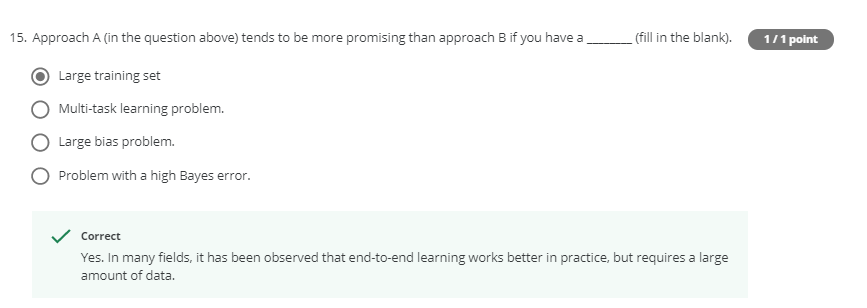 15. Approach A (in the question above) tends to be more promising than approach B if you have a _______ (fill in the blank).
1 / 1 point
Large training set
Multi-task learning problem.
Large bias problem.
Problem with a high Bayes error.
Correct
Yes. In many fields, it has been observed that end-to-end learning works better in practice, but requires a large
amount of data.